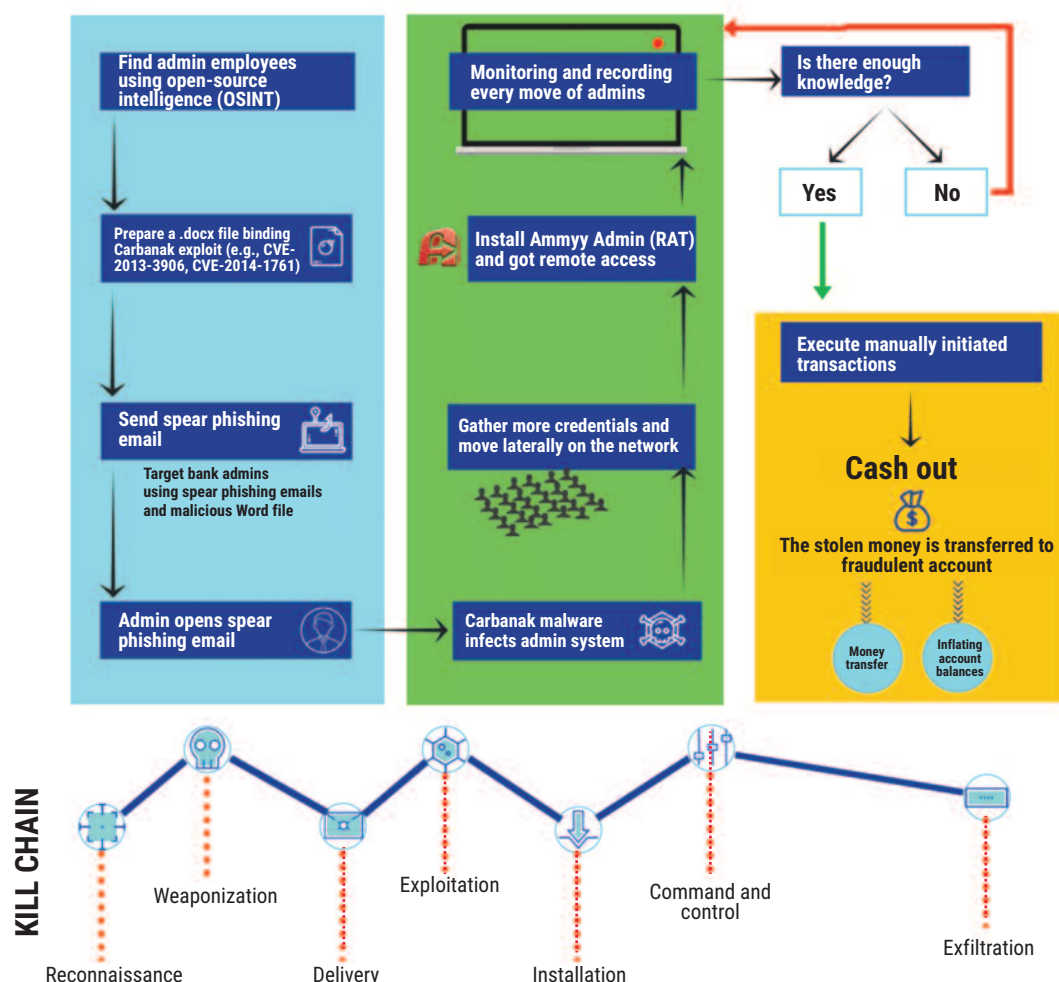 Find admin employees
using open-source
intelligence (OSINT)
Prepare a .docx file binding
Carbanak exploit (e.g., CVE-
2013-3906, CVE-2014-1761)
Send spear phishing
email
Target bank admins
using spear phishing emails
and malicious Word file
Admin opens spear
phishing email
Carbanak malware
infects admin system
Gather more credentials and
move laterally on the network
Install Ammyy Admin (RAT)
and got remote access
Monitoring and recording
every move of admins
Is there enough
knowledge?
Yes
No
Execute manually initiated
transactions
Cash out
$
The stolen money is transferred to
fraudulent account
Money
transfer
Inflating
account
balances
KILL CHAIN
Reconnaissance
Weaponization
Delivery
Exploitation
Installation
Command and
control
Exfiltration